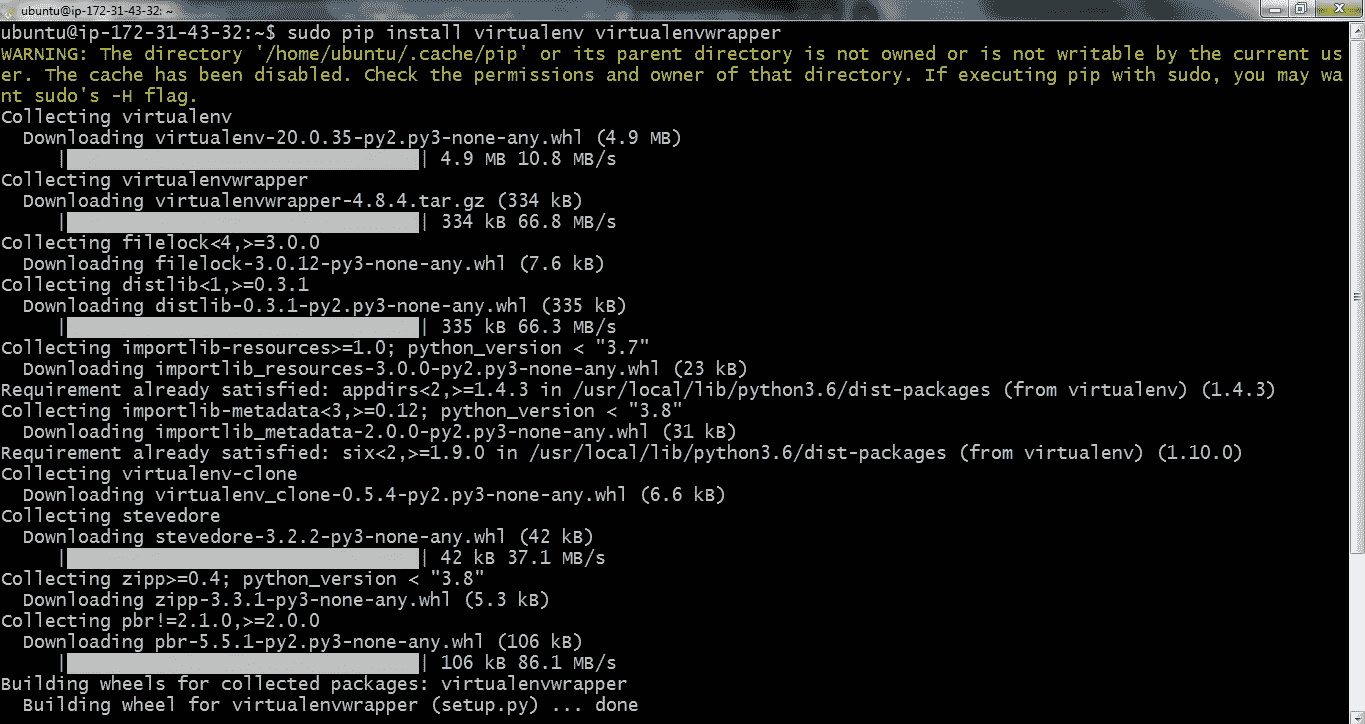 ubuntu@ip-172-31-43-32: ~
ubuntu@ip-172-31-43-32:~$ sudo pip install virtualenv virtualenvwrapper
WARNING: The directory '/home/ubuntu/.cache/pip' or its parent directory is not owned or is not writable by the current us
er. The cache has been disabled. Check the permissions and owner of that directory. If executing pip with sudo, you may wa
nt sudo's -H flag.
Collecting virtualenv
  Downloading virtualenv-20.0.35-py2.py3-none-any.whl (4.9 MB)
     |                                | 4.9 MB 10.8 MB/s
Collecting virtualenvwrapper
  Downloading virtualenvwrapper-4.8.4.tar.gz (334 kB)
     |                                | 334 kB 66.8 MB/s
Collecting filelock<4,>=3.0.0
  Downloading filelock-3.0.12-py3-none-any.whl (7.6 kB)
Collecting distlib<1,>=0.3.1
  Downloading distlib-0.3.1-py2.py3-none-any.whl (335 kB)
     |                                | 335 kB 66.3 MB/s
Collecting importlib-resources>=1.0; python_version < "3.7"
  Downloading importlib_resources-3.0.0-py2.py3-none-any.whl (23 kB)
Requirement already satisfied: appdirs<2,>=1.4.3 in /usr/local/lib/python3.6/dist-packages (from virtualenv) (1.4.3)
Collecting importlib-metadata<3,>=0.12; python_version < "3.8"
  Downloading importlib_metadata-2.0.0-py2.py3-none-any.whl (31 kB)
Requirement already satisfied: six<2,>=1.9.0 in /usr/local/lib/python3.6/dist-packages (from virtualenv) (1.10.0)
Collecting virtualenv-clone
  Downloading virtualenv_clone-0.5.4-py2.py3-none-any.whl (6.6 kB)
Collecting stevedore
  Downloading stevedore-3.2.2-py3-none-any.whl (42 kB)
     |                                | 42 kB 37.1 MB/s
Collecting zipp>=0.4; python_version < "3.8"
  Downloading zipp-3.3.1-py3-none-any.whl (5.3 kB)
Collecting pbr!=2.1.0,>=2.0.0
  Downloading pbr-5.5.1-py2.py3-none-any.whl (106 kB)
     |                                | 106 kB 86.1 MB/s
Building wheels for collected packages: virtualenvwrapper
  Building wheel for virtualenvwrapper (setup.py) ... done